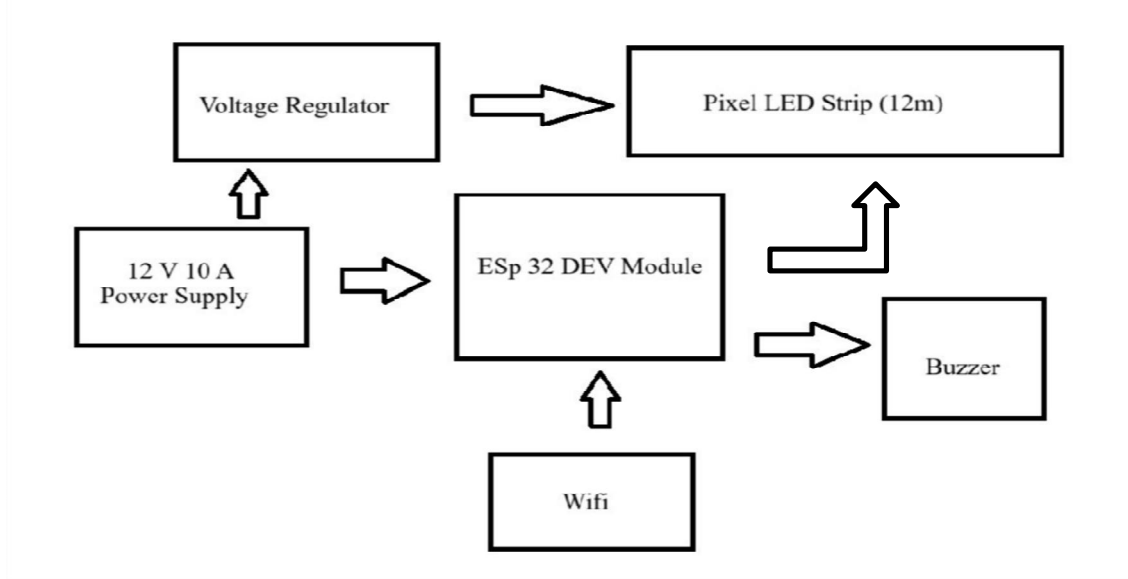 Voltage Regulator
Pixel LED Strip (12m)
12 V 10 A
Power Supply
ESp 32 DEV Module
Buzzer
Wifi